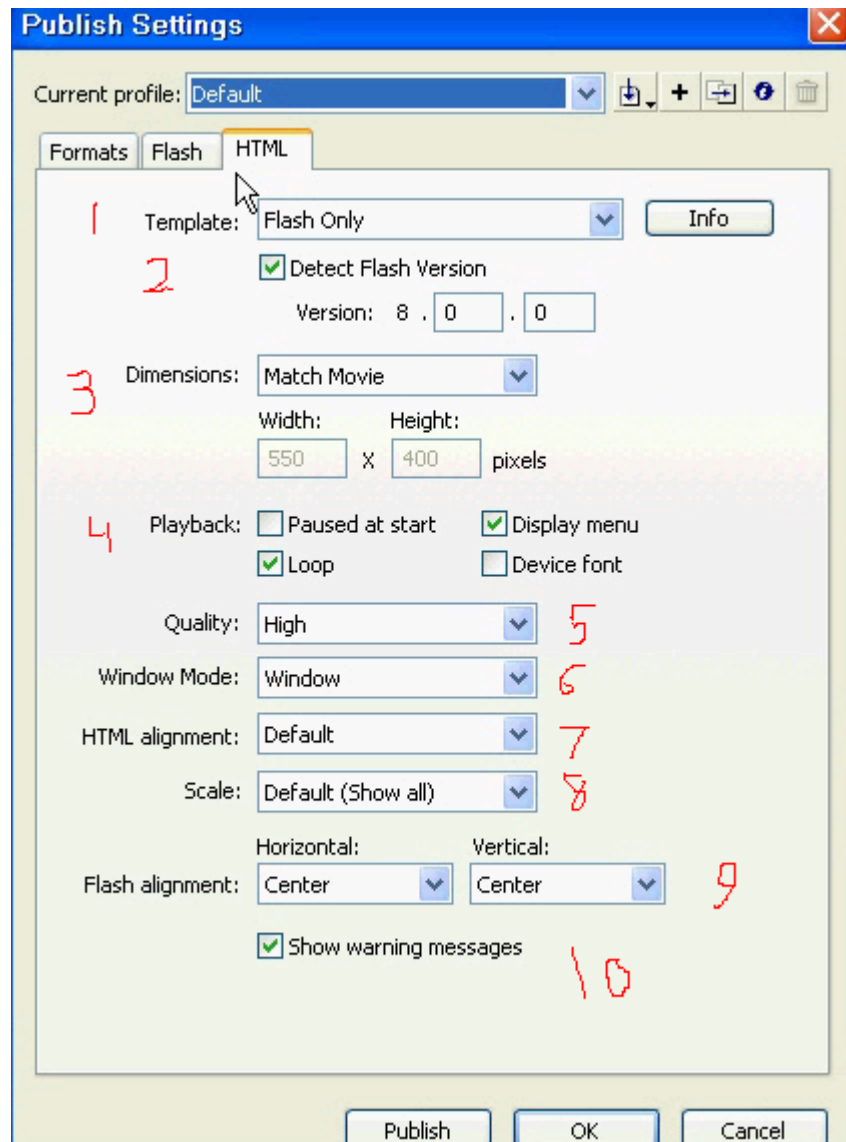 Publish Settings
Current profile: Default
Formats Flash HTML
1 Template: Flash Only Info
2 Detect Flash Version
Version: 8 . 0 . 0
3 Dimensions: Match Movie
Width: Height:
550 X 400 pixels
4 Playback: Paused at start Display menu
Loop Device font
Quality: High 5
Window Mode: Window 6
HTML alignment: Default 7
Scale: Default (Show all) 8
Horizontal: Vertical:
Flash alignment: Center Center 9
Show warning messages 10
Publish OK Cancel